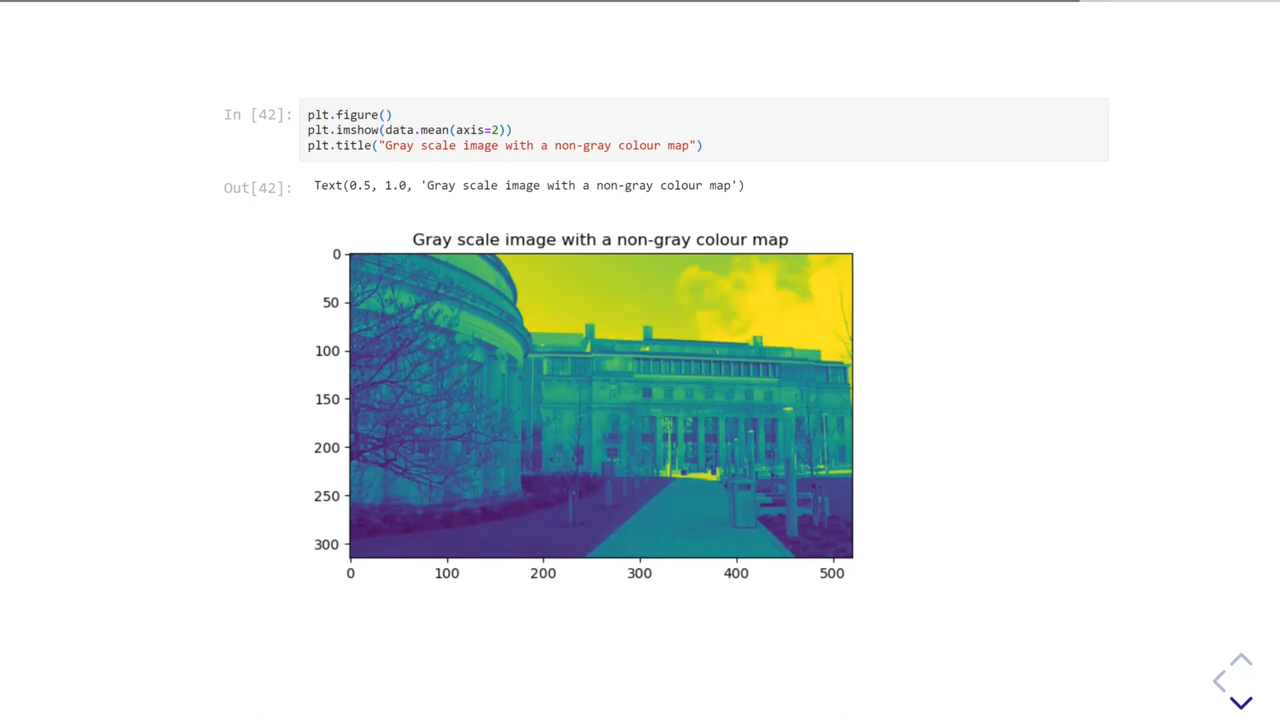 In [42]:
plt.figure()
plt.imshow(data.mean(axis=2))
plt.title("Gray scale image with a non-gray colour map")
Out[42]:
Text(0.5, 1.0, 'Gray scale image with a non-gray colour map')
Gray scale image with a non-gray colour map
0
50
100
150
200
250
300
0 100 200 300 400 500